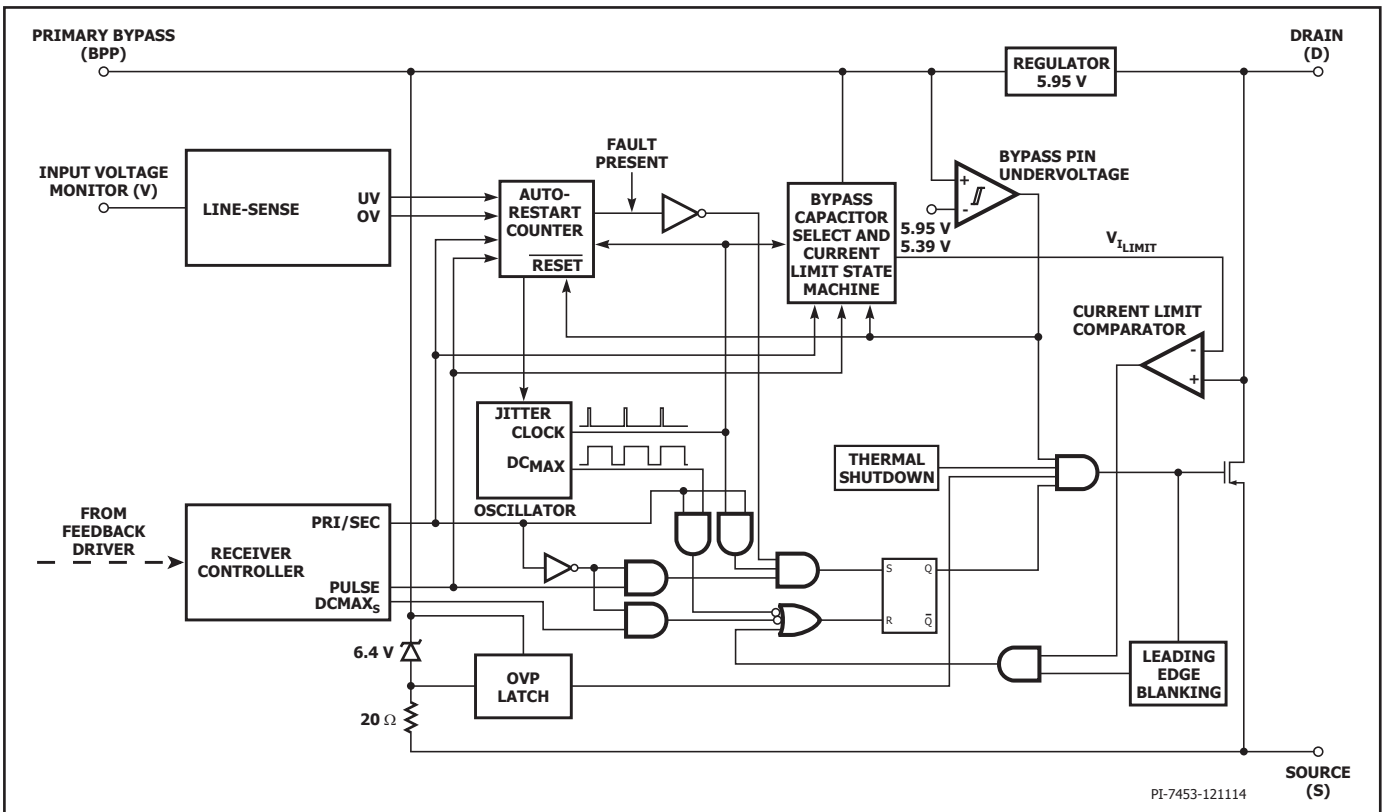 PRIMARY BYPASS
(BPP)
DRAIN
(D)
REGULATOR
5.95 V
INPUT VOLTAGE
MONITOR (V)
LINE-SENSE
UV
OV
AUTO-
RESTART
COUNTER
RESET
FAULT
PRESENT
BYPASS
CAPACITOR
SELECT AND
CURRENT
LIMIT STATE
MACHINE
+
-
5.95 V
5.39 V
BYPASS PIN
UNDERVOLTAGE
VILIMIT
CURRENT LIMIT
COMPARATOR
-
+
JITTER
CLOCK
DCMAX
OSCILLATOR
THERMAL
SHUTDOWN
FROM
FEEDBACK
DRIVER
RECEIVER
CONTROLLER
PRI/SEC
PULSE
DCMAXS
S
Q
R
Q̅
6.4 V
OVP
LATCH
20 Ω
LEADING
EDGE
BLANKING
SOURCE
(S)
PI-7453-121114